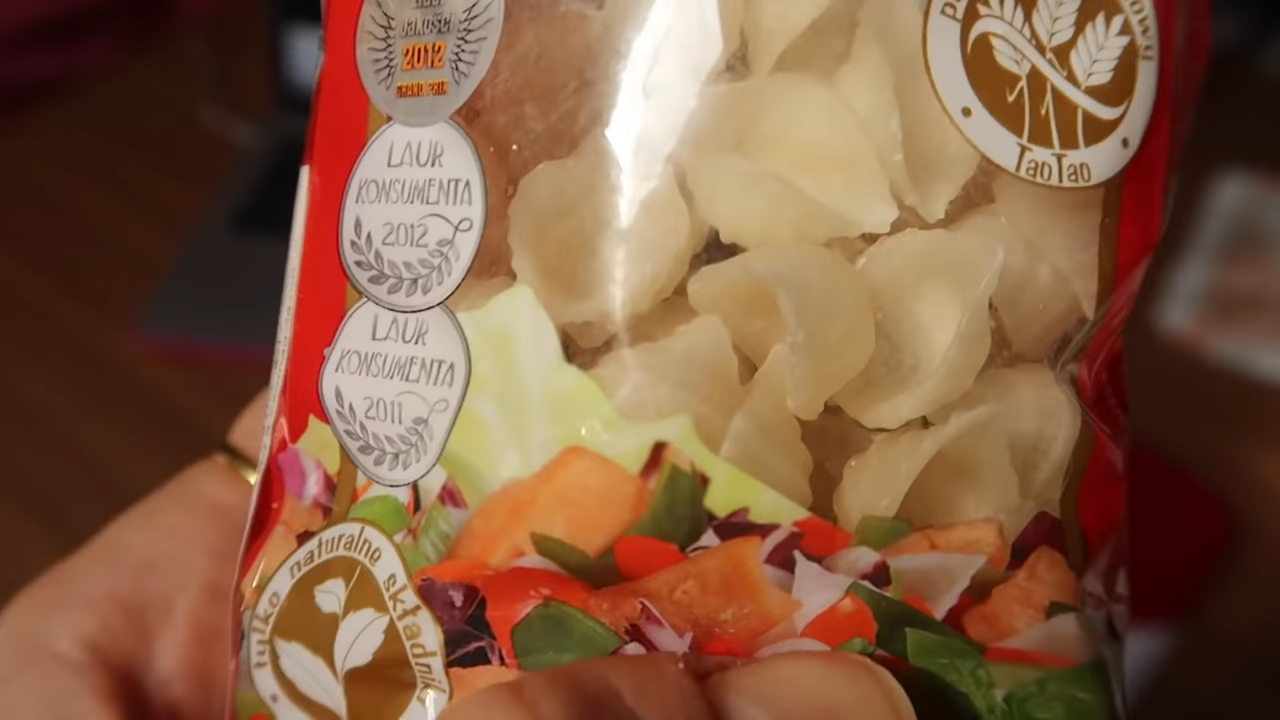 Jakości
2012
GRAND PRIX
LAUR
KONSUMENTA
2012
LAUR
KONSUMENTA
2011
tylko naturalne składniki
TaoTao